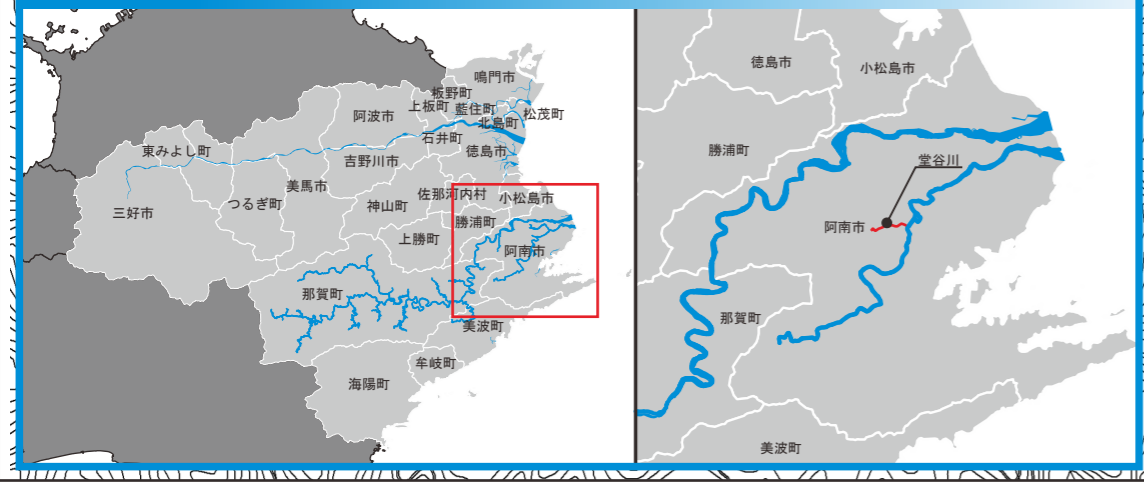 鳴門市
板野町
上板町
藍住町
松茂町
阿波市
北島町
石井町
東みよし町
徳島市
吉野川市
美馬市
佐那河内村
小松島市
つるぎ町
神山町
三好市
勝浦町
上勝町
阿南市
那賀町
美波町
牟岐町
海陽町
徳島市
小松島市
勝浦町
堂谷川
阿南市
那賀町
美波町